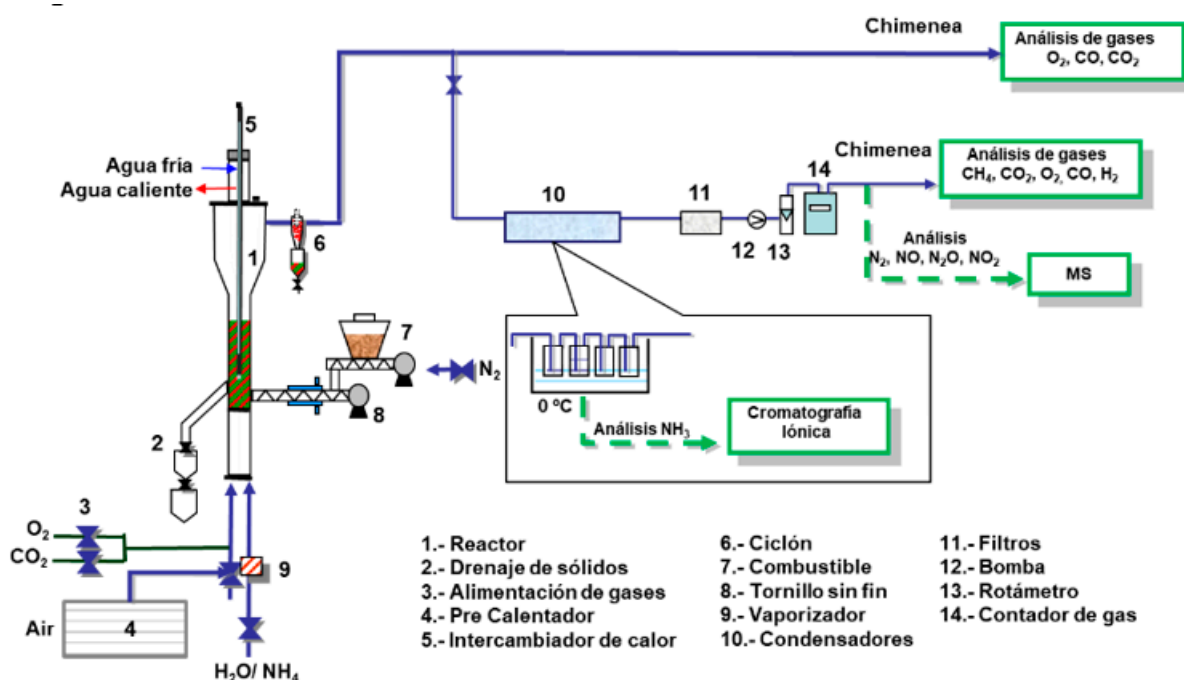 Chimenea
Análisis de gases
O₂, CO, CO₂
5
Agua fría
Agua caliente
6
1
Chimenea
Análisis de gases
CH₄, CO₂, O₂, CO, H₂
14
10
11
12
13
Análisis
N₂, NO, N₂O, NO₂
MS
7
N₂
8
0 ºC
Análisis NH₃
Cromatografía
Iónica
2
3
O₂
CO₂
9
Air
4
H₂O/ NH₄
1.- Reactor
2.- Drenaje de sólidos
3.- Alimentación de gases
4.- Pre Calentador
5.- Intercambiador de calor
6.- Ciclón
7.- Combustible
8.- Tornillo sin fin
9.- Vaporizador
10.- Condensadores
11.- Filtros
12.- Bomba
13.- Rotámetro
14.- Contador de gas